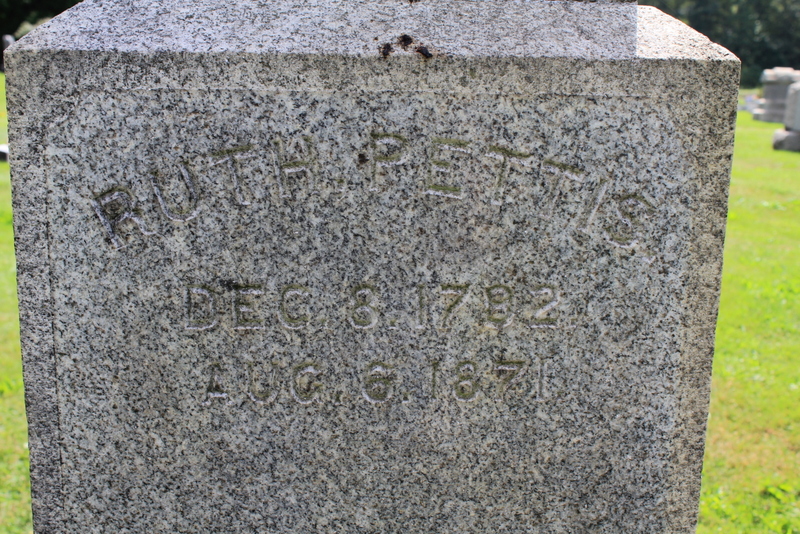 RUTH PETTIS
DEC. 8. 1782
AUG. 6. 1871